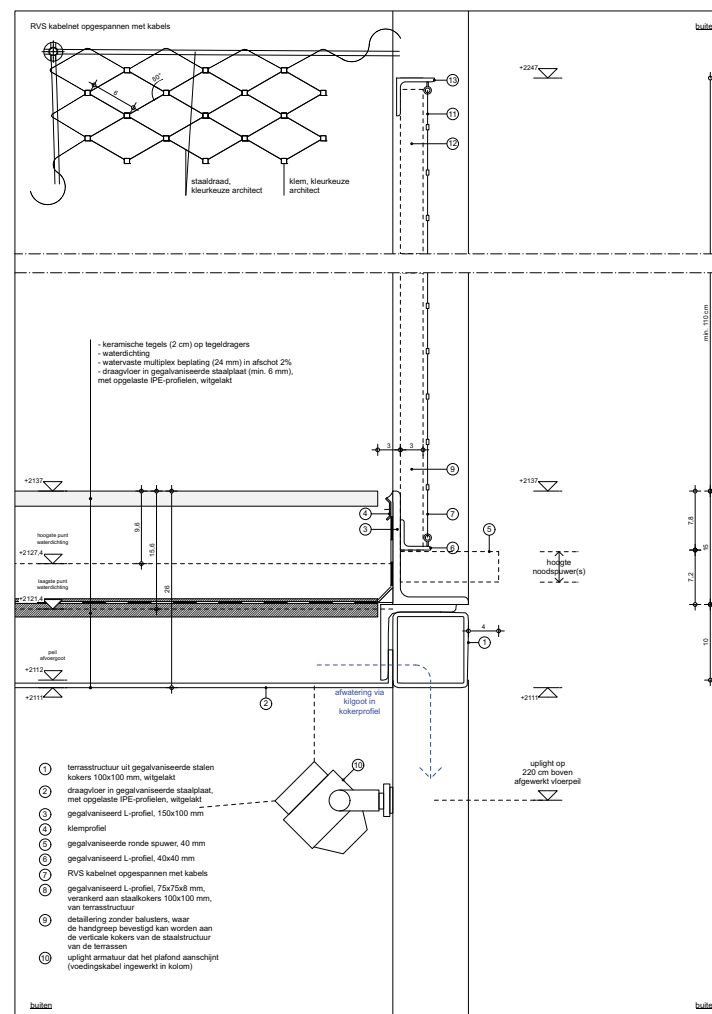 RVS kabelnet opgespannen met kabels
buite
+2247
13
50°
6
11
12
staaldraad,
kleurkeuze architect
klem, kleurkeuze
architect
min. 110 cm
- keramische tegels (2 cm) op tegeldragers
- waterdichting
- watervaste multiplex beplating (24 mm) in afschot 2%
- draagvloer in gegalvaniseerde staalplaat (min. 6 mm),
met opgelaste IPE-profielen, witgelakt
3
3
9
+2137
+2137
4
7
3
5
9,6
15,6
26
7,8
15
7,2
hoogste punt
waterdichting
+2127,4
6
hoogte
noodspuwer(s)
laagste punt
waterdichting
+2121,4
4
1
10
peil
afvoergoot
+2112
+2111
2
afwatering via
kilgoot in
kokerprofiel
+2111
10
uplight op
220 cm boven
afgewerkt vloerpeil
1 terrasstructuur uit gegalvaniseerde stalen
kokers 100x100 mm, witgelakt
2 draagvloer in gegalvaniseerde staalplaat,
met opgelaste IPE-profielen, witgelakt
3 gegalvaniseerd L-profiel, 150x100 mm
4 klemprofiel
5 gegalvaniseerde ronde spuwer, 40 mm
6 gegalvaniseerd L-profiel, 40x40 mm
7 RVS kabelnet opgespannen met kabels
8 gegalvaniseerd L-profiel, 75x75x8 mm,
verankerd aan staalkokers 100x100 mm,
van terrasstructuur
9 detaillering zonder balusters, waar
de handgreep bevestigd kan worden aan
de verticale kokers van de staalstructuur
van de terrassen
10 uplight armatuur dat het plafond aanschijnt
(voedingskabel ingewerkt in kolom)
buiten
buite